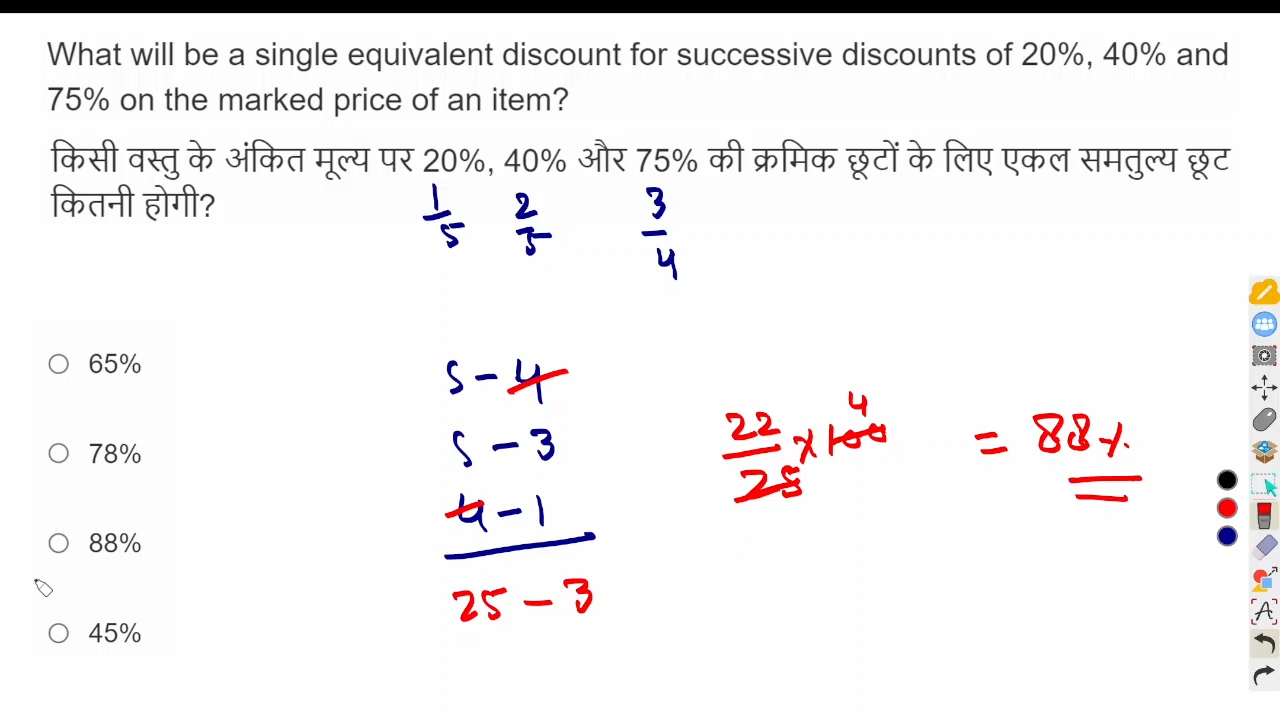 What will be a single equivalent discount for successive discounts of 20%, 40% and
75% on the marked price of an item?
किसी वस्तु के अंकित मूल्य पर 20%, 40% और 75% की क्रमिक छूटों के लिए एकल समतुल्य छूट
कितनी होगी?
1/5 2/5 3/4
65%
78%
88%
45%
5 - 4
5 - 3
4 - 1
25 - 3
22/25 × 100 4 = 88%
A